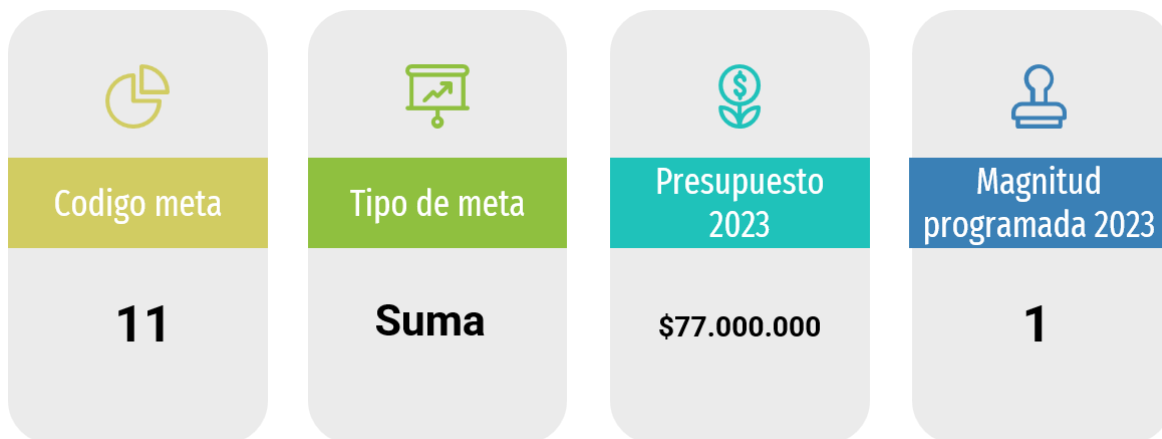 Codigo meta
11
Tipo de meta
Suma
Presupuesto
2023
$77.000.000
Magnitud
programada 2023
1